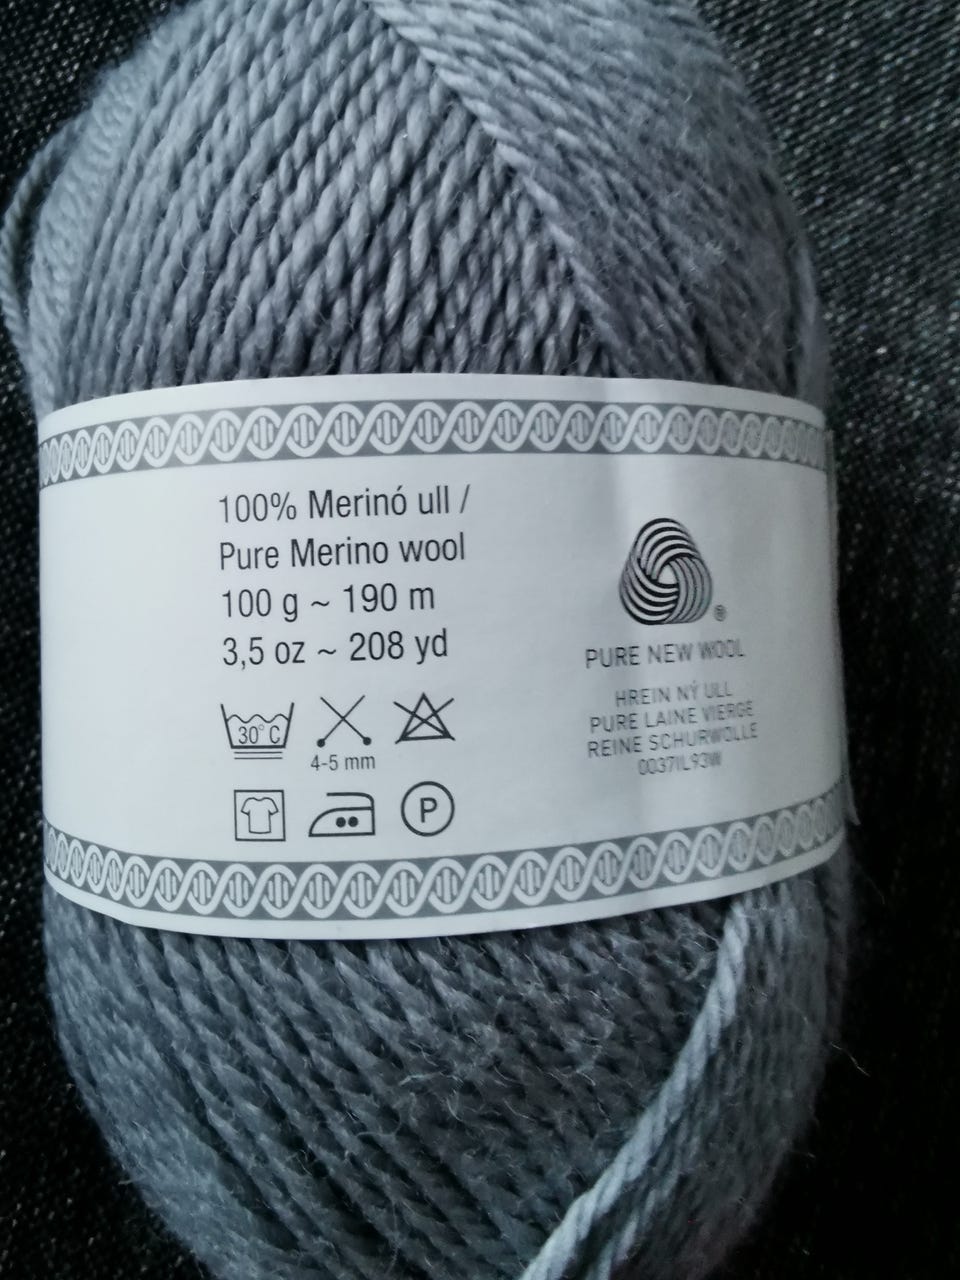 100% Merinó ull /
Pure Merino wool
100 g ~ 190 m
3,5 oz ~ 208 yd
30° C
4-5 mm
P
®
PURE NEW WOOL
HREIN NÝ ULL
PURE LAINE VIERGE
REINE SCHURWOLLE
0037IL93W